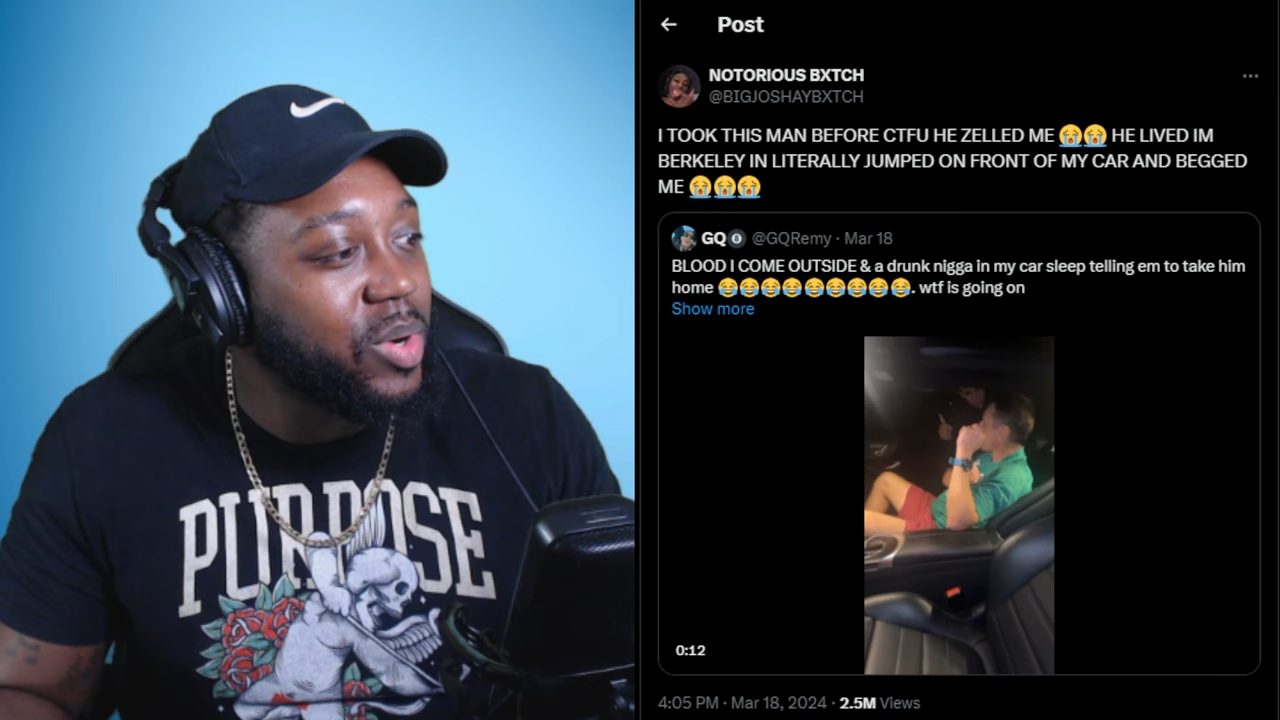 Post
NOTORIOUS BXTCH
@BIGJOSHAYBXTCH
I TOOK THIS MAN BEFORE CTFU HE ZELLED ME 😭😭 HE LIVED IM
BERKELEY IN LITERALLY JUMPED ON FRONT OF MY CAR AND BEGGED
ME 😭😭😭
GQ @GQRemy · Mar 18
BLOOD I COME OUTSIDE & a drunk nigga in my car sleep telling em to take him
home 😂😂😂😂😂😂😂😂😂. wtf is going on
Show more
0:12
4:05 PM · Mar 18, 2024 · 2.5M Views
PURPOSE